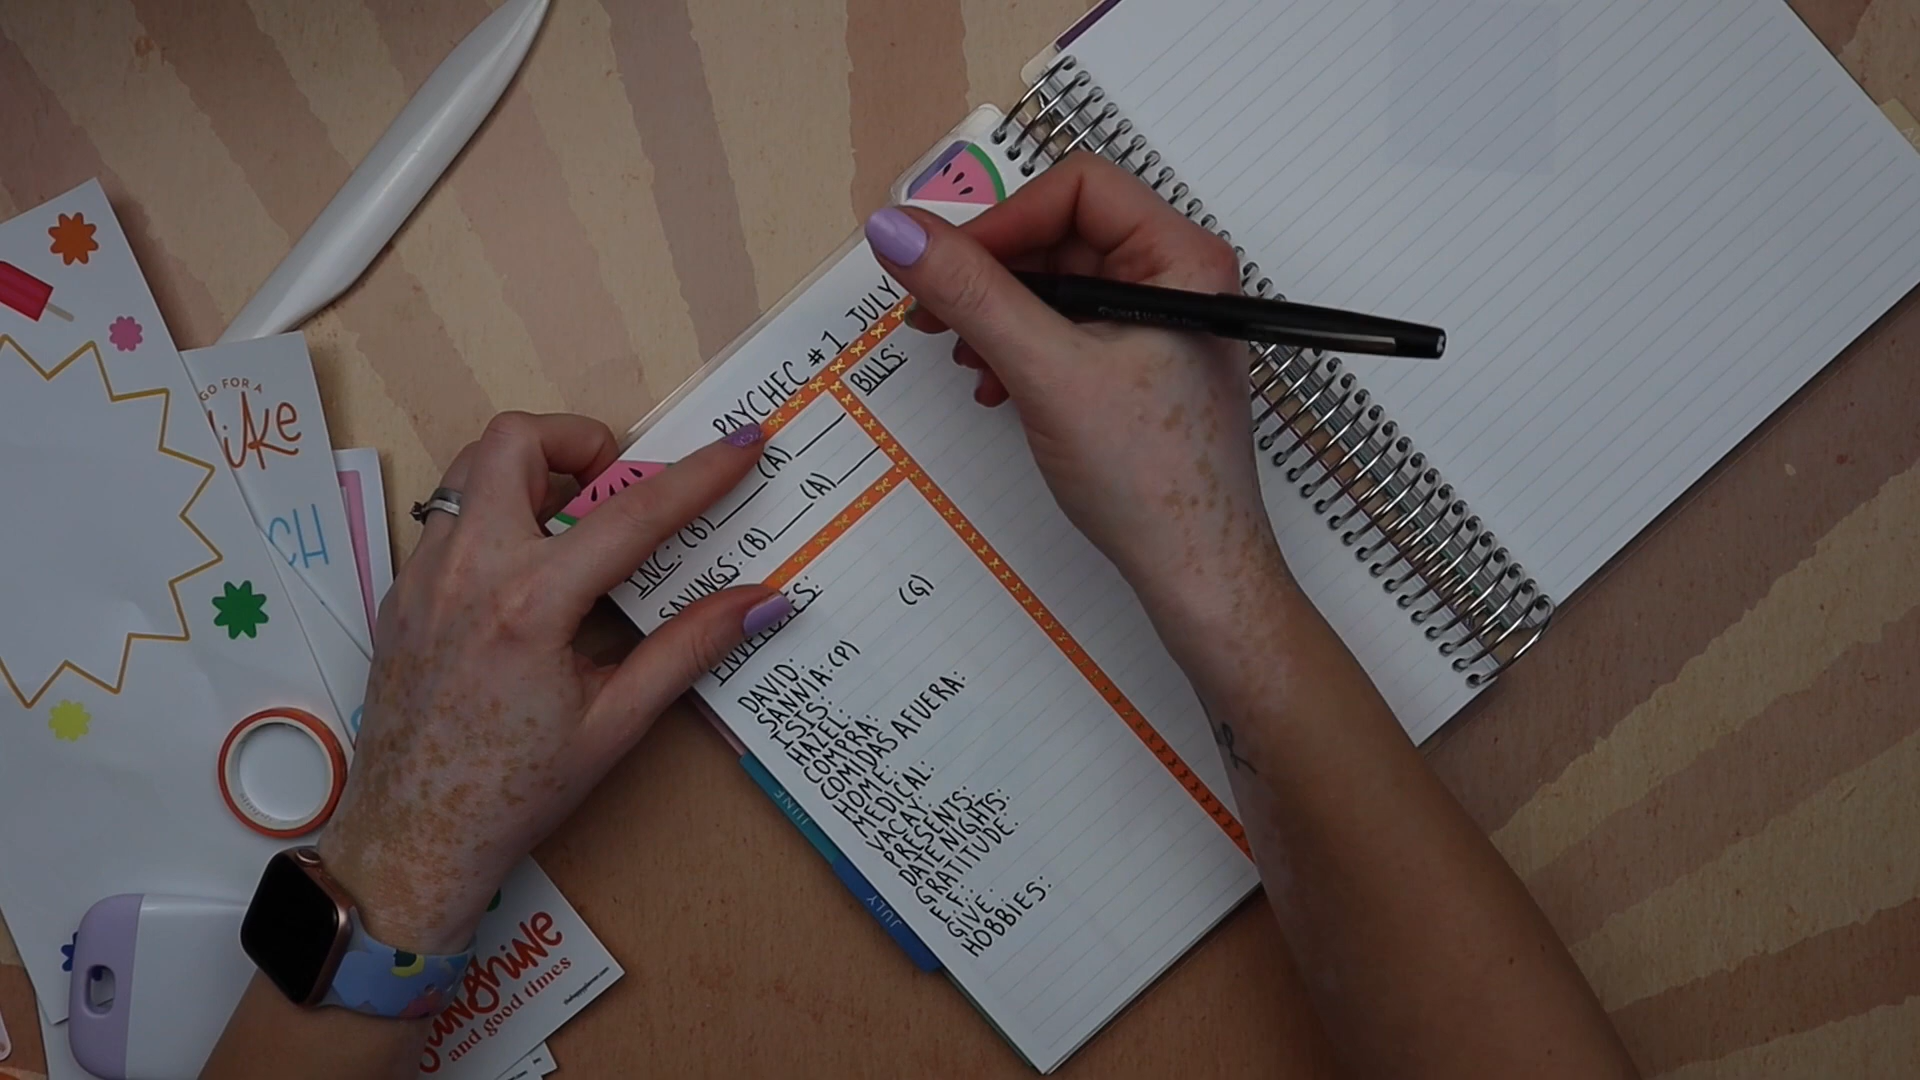 PAYCHEC #1 JULY
BILLS:
INC: (B)____(A)____
SAVINGS: (B)____(A)____
ENVELOPES:
(G)
DAVID:
SANNIA: (P)
ISIS:
HAZEL:
COMPRA:
COMIDAS AFUERA:
HOME:
MEDICAL:
VACAY:
PRESENTS:
DATE NIGHTS:
GRATITUDE:
E.F.:
GIVE:
HOBBIES:
JUNE
JULY
GO FOR A
CH
sunshine
and good times